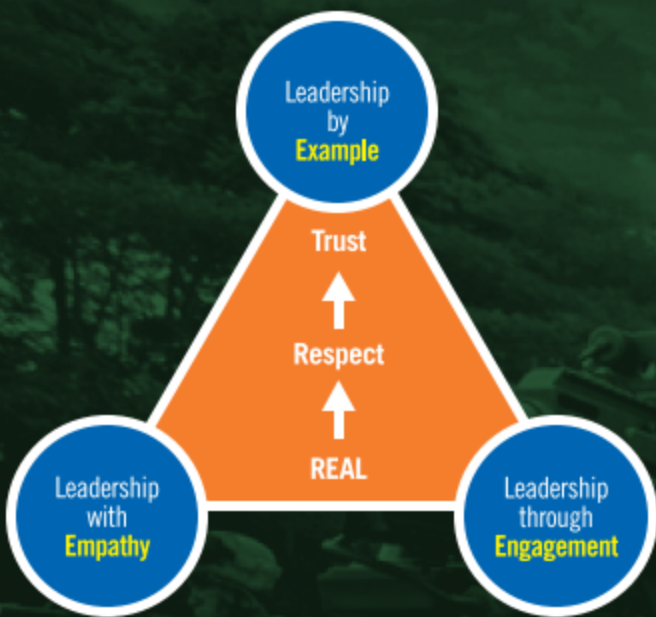 Leadership
by
Example
Trust
Respect
REAL
Leadership
with
Empathy
Leadership
through
Engagement